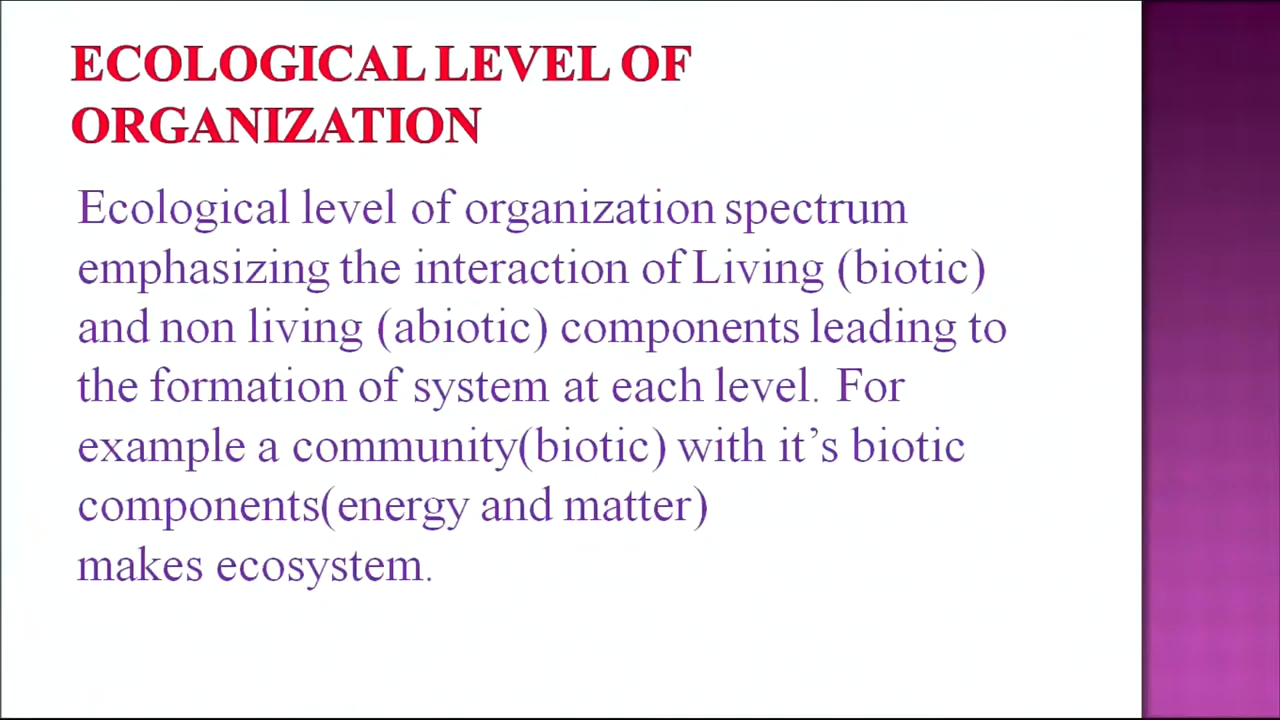 ECOLOGICAL LEVEL OF
ORGANIZATION
Ecological level of organization spectrum
emphasizing the interaction of Living (biotic)
and non living (abiotic) components leading to
the formation of system at each level. For
example a community(biotic) with it’s biotic
components(energy and matter)
makes ecosystem.